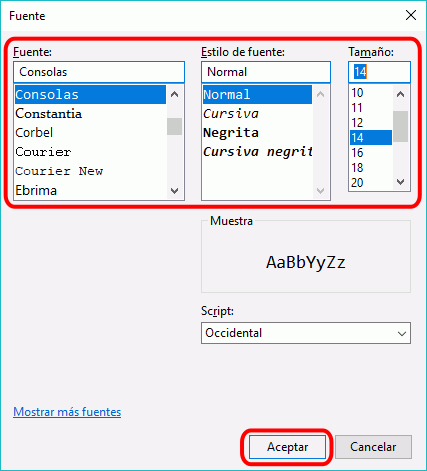 Fuente
Fuente:
Consolas
Consolas
Constantia
Corbel
Courier
Courier New
Ebrima
Estilo de fuente:
Normal
Normal
Cursiva
Negrita
Cursiva negrit
Tamaño:
14
10
11
12
14
16
18
20
Muestra
AaBbYyZz
Script:
Occidental
Mostrar más fuentes
Aceptar
Cancelar